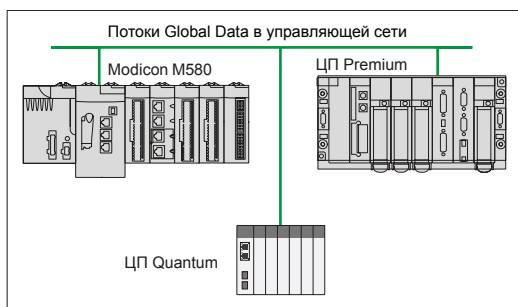 Потоки Global Data в управляющей сети
Modicon M580
ЦП Premium
ЦП Quantum